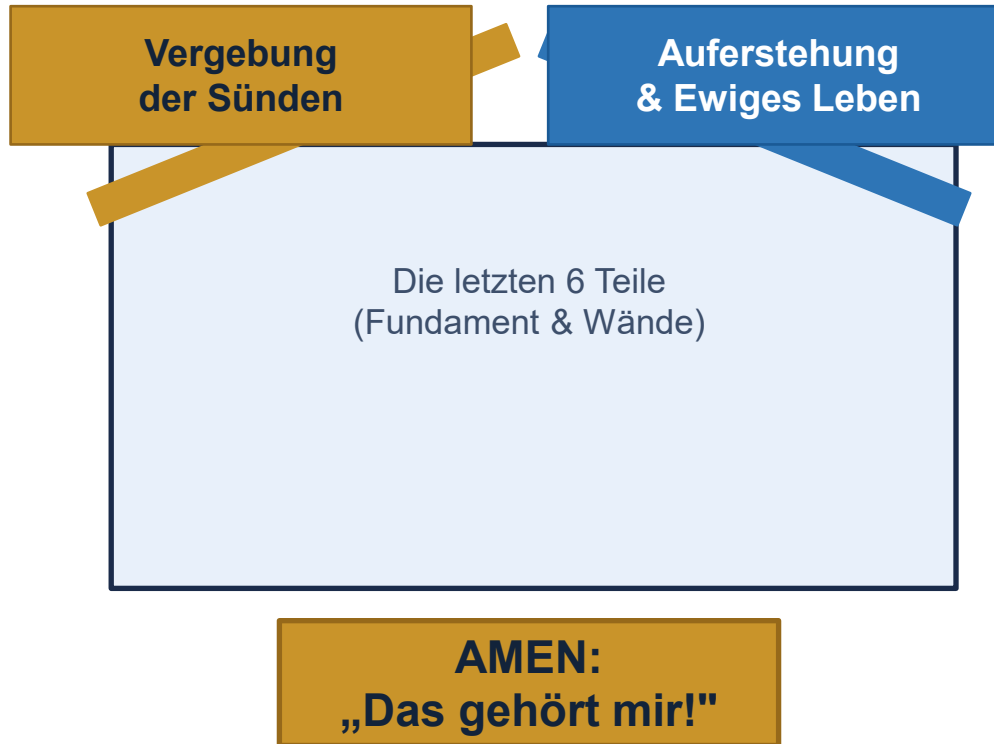 Vergebung
der Sünden
Auferstehung
& Ewiges Leben
Die letzten 6 Teile
(Fundament & Wände)
AMEN:
„Das gehört mir!"